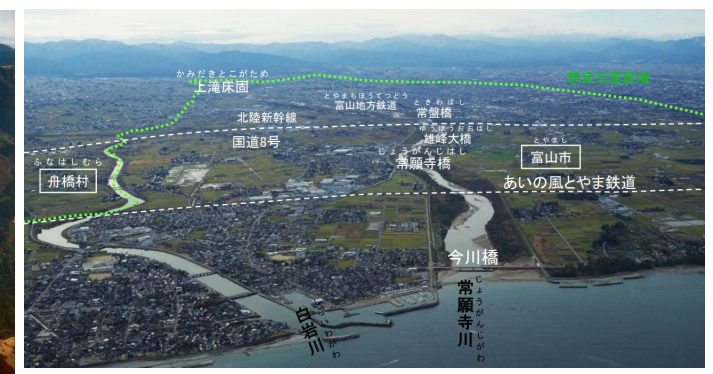 かみだきとこがため
上滝床固
とやまちほうてつどう
富山地方鉄道
ときわばし
常盤橋
北陸新幹線
国道8号
ゆうほうおおはし
雄峰大橋
じょうがんじはし
常願寺橋
とやまし
富山市
ふなはしむら
舟橋村
あいの風とやま鉄道
今川橋
じょうがんじがわ
常願寺川
しらいわがわ
白岩川